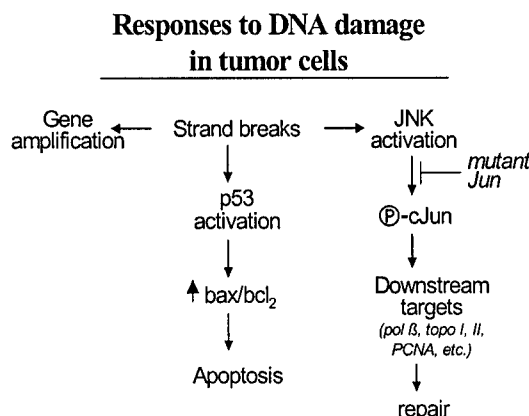 Responses to DNA damage
in tumor cells
Gene
amplification
Strand breaks
JNK
activation
mutant
Jun
p53
activation
Ⓟ-cJun
bax/bcl₂
Downstream
targets
(pol ß, topo I, II,
PCNA, etc.)
Apoptosis
repair